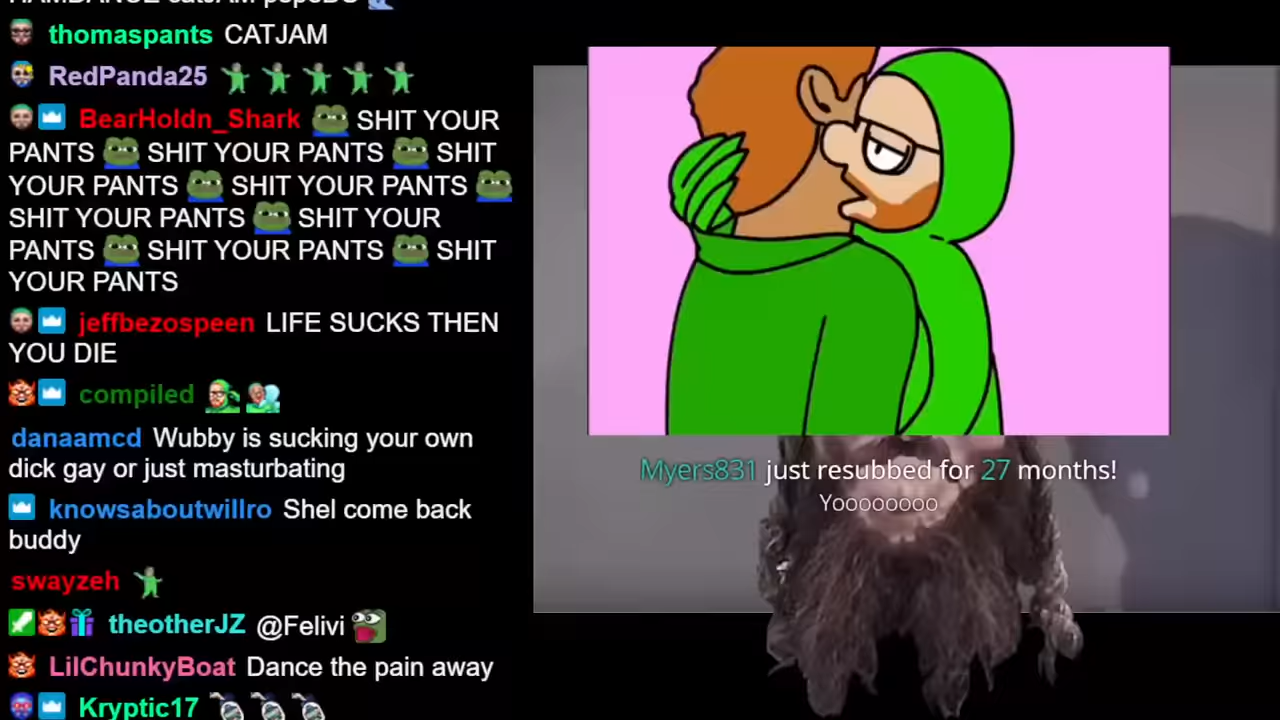 HAMDANCE catJAM pepeDS
thomaspants CATJAM
RedPanda25
BearHoldn_Shark SHIT YOUR
PANTS SHIT YOUR PANTS SHIT
YOUR PANTS SHIT YOUR PANTS
SHIT YOUR PANTS SHIT YOUR
PANTS SHIT YOUR PANTS SHIT
YOUR PANTS
jeffbezospeen LIFE SUCKS THEN
YOU DIE
compiled
danaamcd Wubby is sucking your own
dick gay or just masturbating
knowsaboutwillro Shel come back
buddy
swayzeh
theotherJZ @Felivi
LilChunkyBoat Dance the pain away
Kryptic17
Myers831 just resubbed for 27 months!
Yoooooooo